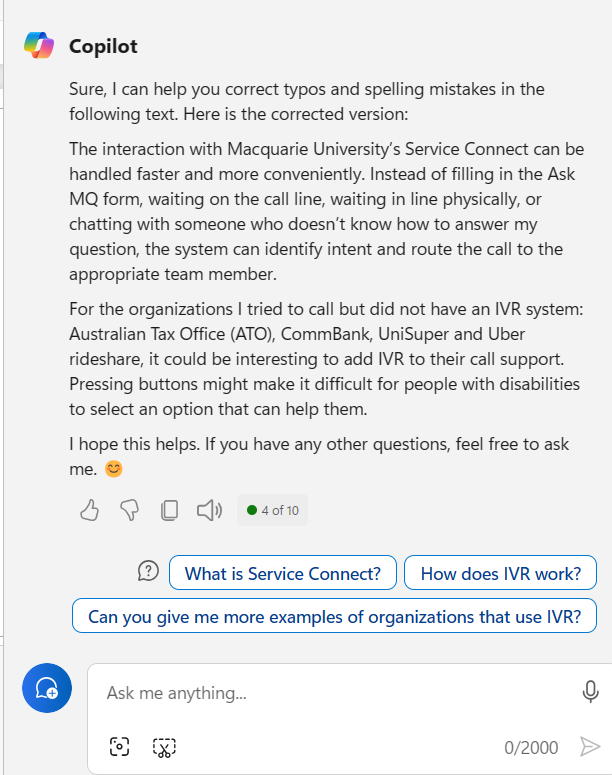 Copilot
Sure, I can help you correct typos and spelling mistakes in the
following text. Here is the corrected version:
The interaction with Macquarie University’s Service Connect can be
handled faster and more conveniently. Instead of filling in the Ask
MQ form, waiting on the call line, waiting in line physically, or
chatting with someone who doesn’t know how to answer my
question, the system can identify intent and route the call to the
appropriate team member.
For the organizations I tried to call but did not have an IVR system:
Australian Tax Office (ATO), CommBank, UniSuper and Uber
rideshare, it could be interesting to add IVR to their call support.
Pressing buttons might make it difficult for people with disabilities
to select an option that can help them.
I hope this helps. If you have any other questions, feel free to ask
me. 😊
4 of 10
What is Service Connect?
How does IVR work?
Can you give me more examples of organizations that use IVR?
Ask me anything...
0/2000